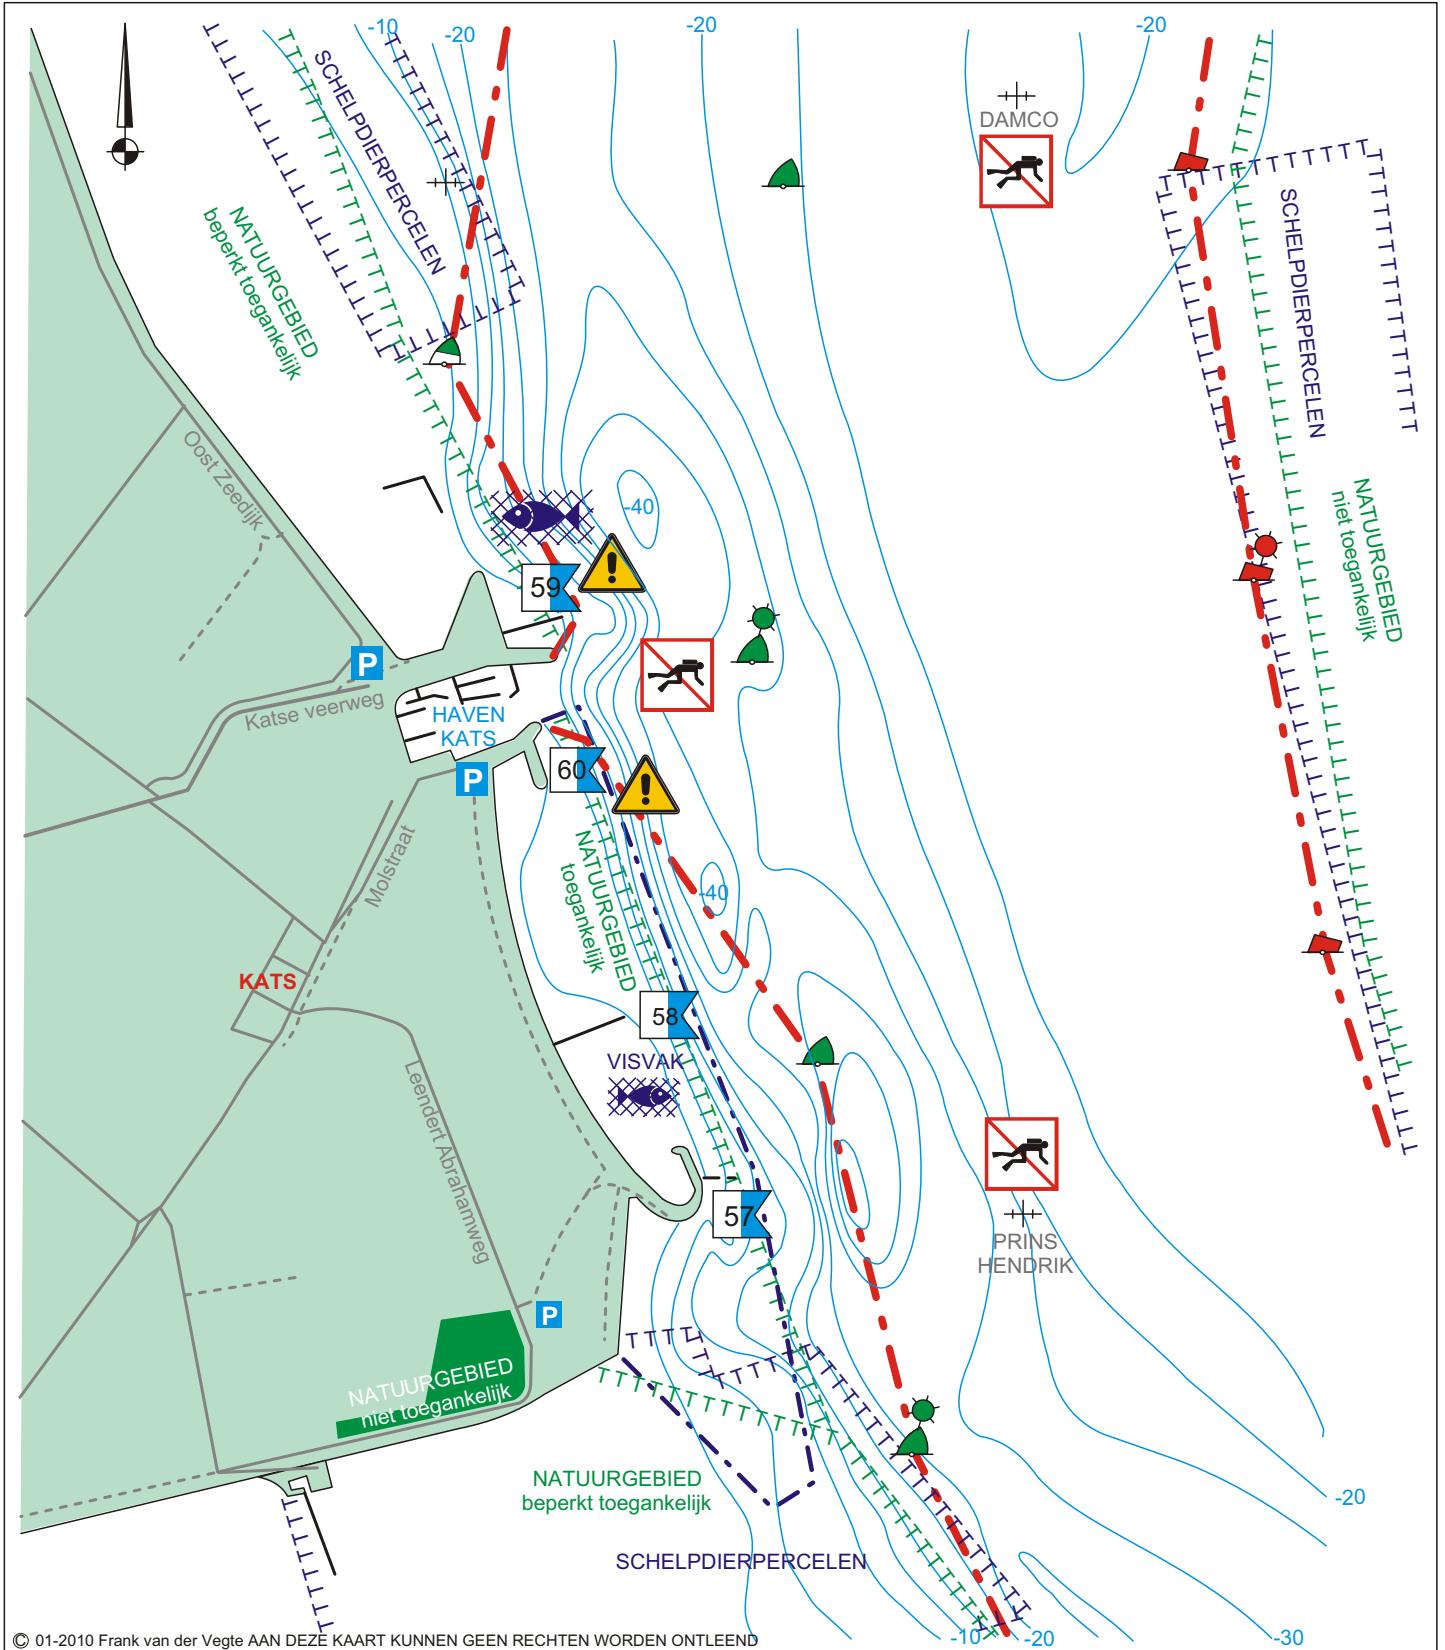 -10
-20
-20
-20
SCHELPDIERPERCELEN
DAMCO
NATUURGEBIED
beperkt toegankelijk
SCHELPDIERPERCELEN
Oost Zeedijk
-40
NATUURGEBIED
niet toegankelijk
59
P
Katse veerweg
HAVEN
KATS
P
60
Molstraat
NATUURGEBIED
toegankelijk
-40
KATS
58
VISVAK
Leendert Abrahamweg
57
PRINS
HENDRIK
P
NATUURGEBIED
niet toegankelijk
NATUURGEBIED
beperkt toegankelijk
-20
SCHELPDIERPERCELEN
© 01-2010 Frank van der Vegte AAN DEZE KAART KUNNEN GEEN RECHTEN WORDEN ONTLEEND
-10
-20
-30